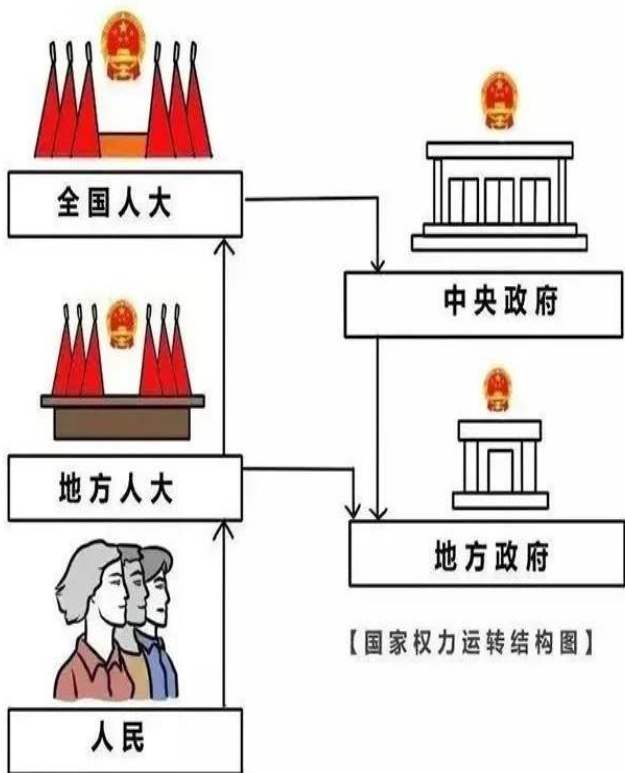 全国人大
中央政府
地方人大
地方政府
【国家权力运转结构图】
人民